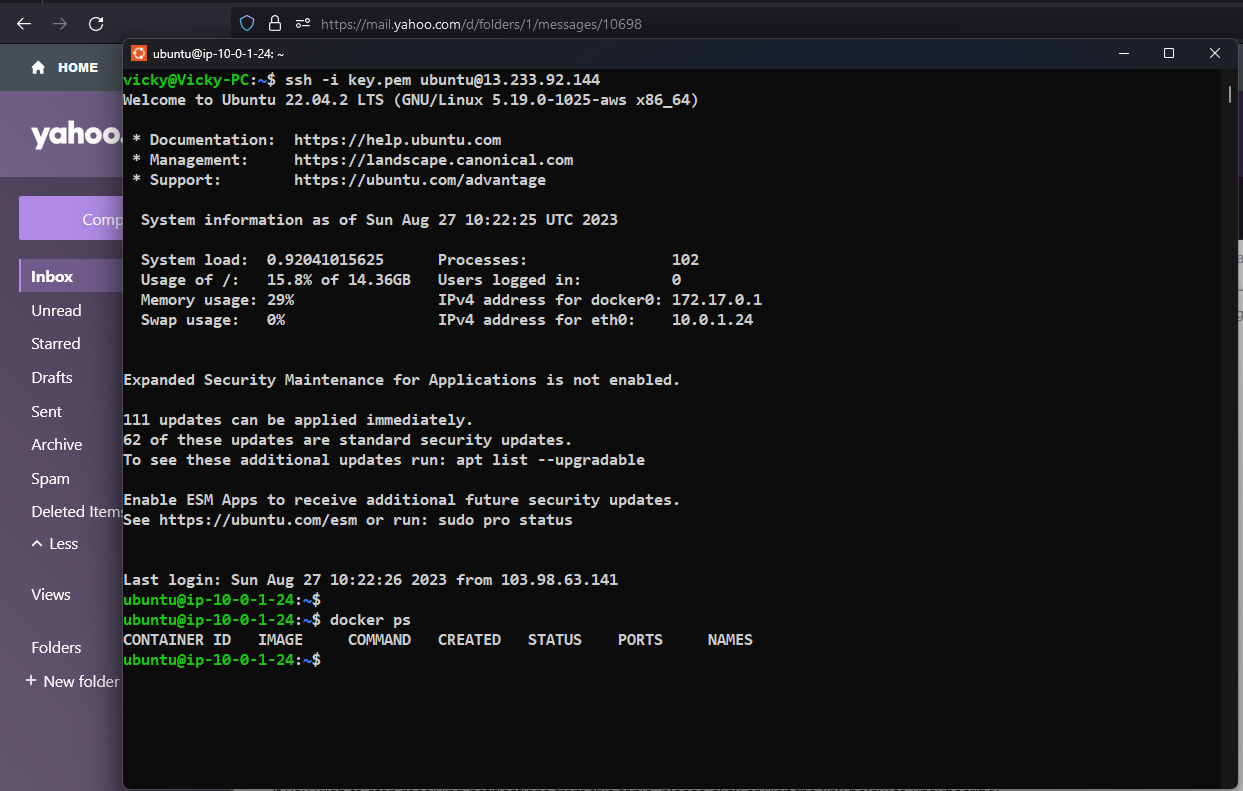 https://mail.yahoo.com/d/folders/1/messages/10698
ubuntu@ip-10-0-1-24: ~
HOME
yahoo
Inbox
Unread
Starred
Drafts
Sent
Archive
Spam
Deleted Items
Less
Views
Folders
+ New folder
vicky@Vicky-PC:~$ ssh -i key.pem ubuntu@13.233.92.144
Welcome to Ubuntu 22.04.2 LTS (GNU/Linux 5.19.0-1025-aws x86_64)
* Documentation:  https://help.ubuntu.com
* Management:     https://landscape.canonical.com
* Support:        https://ubuntu.com/advantage
System information as of Sun Aug 27 10:22:25 UTC 2023
System load:  0.92041015625      Processes:                102
Usage of /:   15.8% of 14.36GB   Users logged in:          0
Memory usage: 29%                IPv4 address for docker0: 172.17.0.1
Swap usage:   0%                 IPv4 address for eth0:    10.0.1.24
Expanded Security Maintenance for Applications is not enabled.
111 updates can be applied immediately.
62 of these updates are standard security updates.
To see these additional updates run: apt list --upgradable
Enable ESM Apps to receive additional future security updates.
See https://ubuntu.com/esm or run: sudo pro status
Last login: Sun Aug 27 10:22:26 2023 from 103.98.63.141
ubuntu@ip-10-0-1-24:~$
ubuntu@ip-10-0-1-24:~$ docker ps
CONTAINER ID   IMAGE     COMMAND   CREATED   STATUS    PORTS     NAMES
ubuntu@ip-10-0-1-24:~$